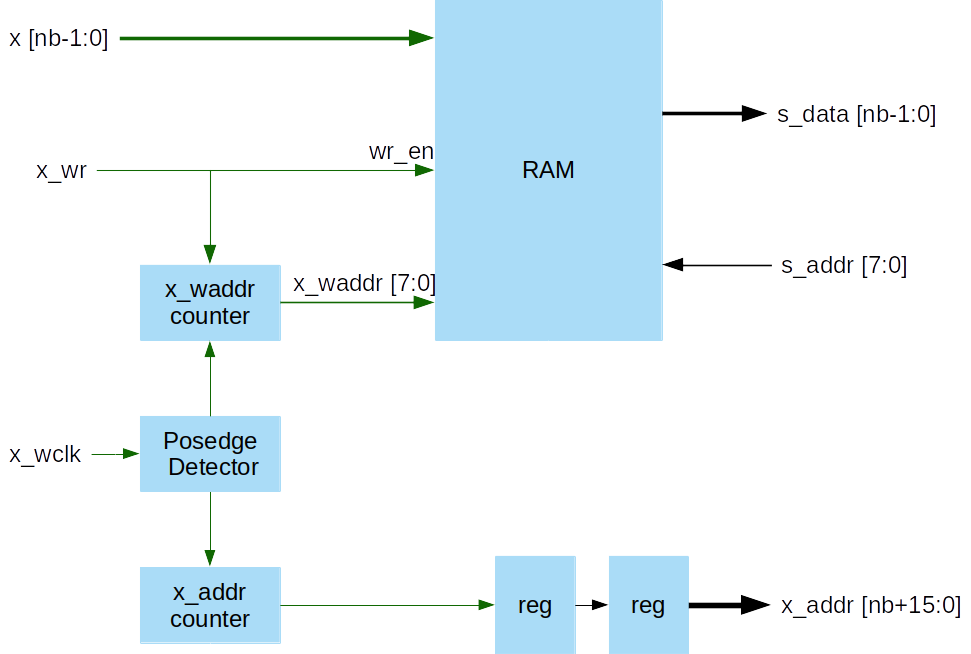 x [nb-1:0]
RAM
s_data [nb-1:0]
wr_en
x_wr
s_addr [7:0]
x_waddr [7:0]
x_waddr
counter
Posedge
Detector
x_wclk
x_addr
counter
reg
reg
x_addr [nb+15:0]